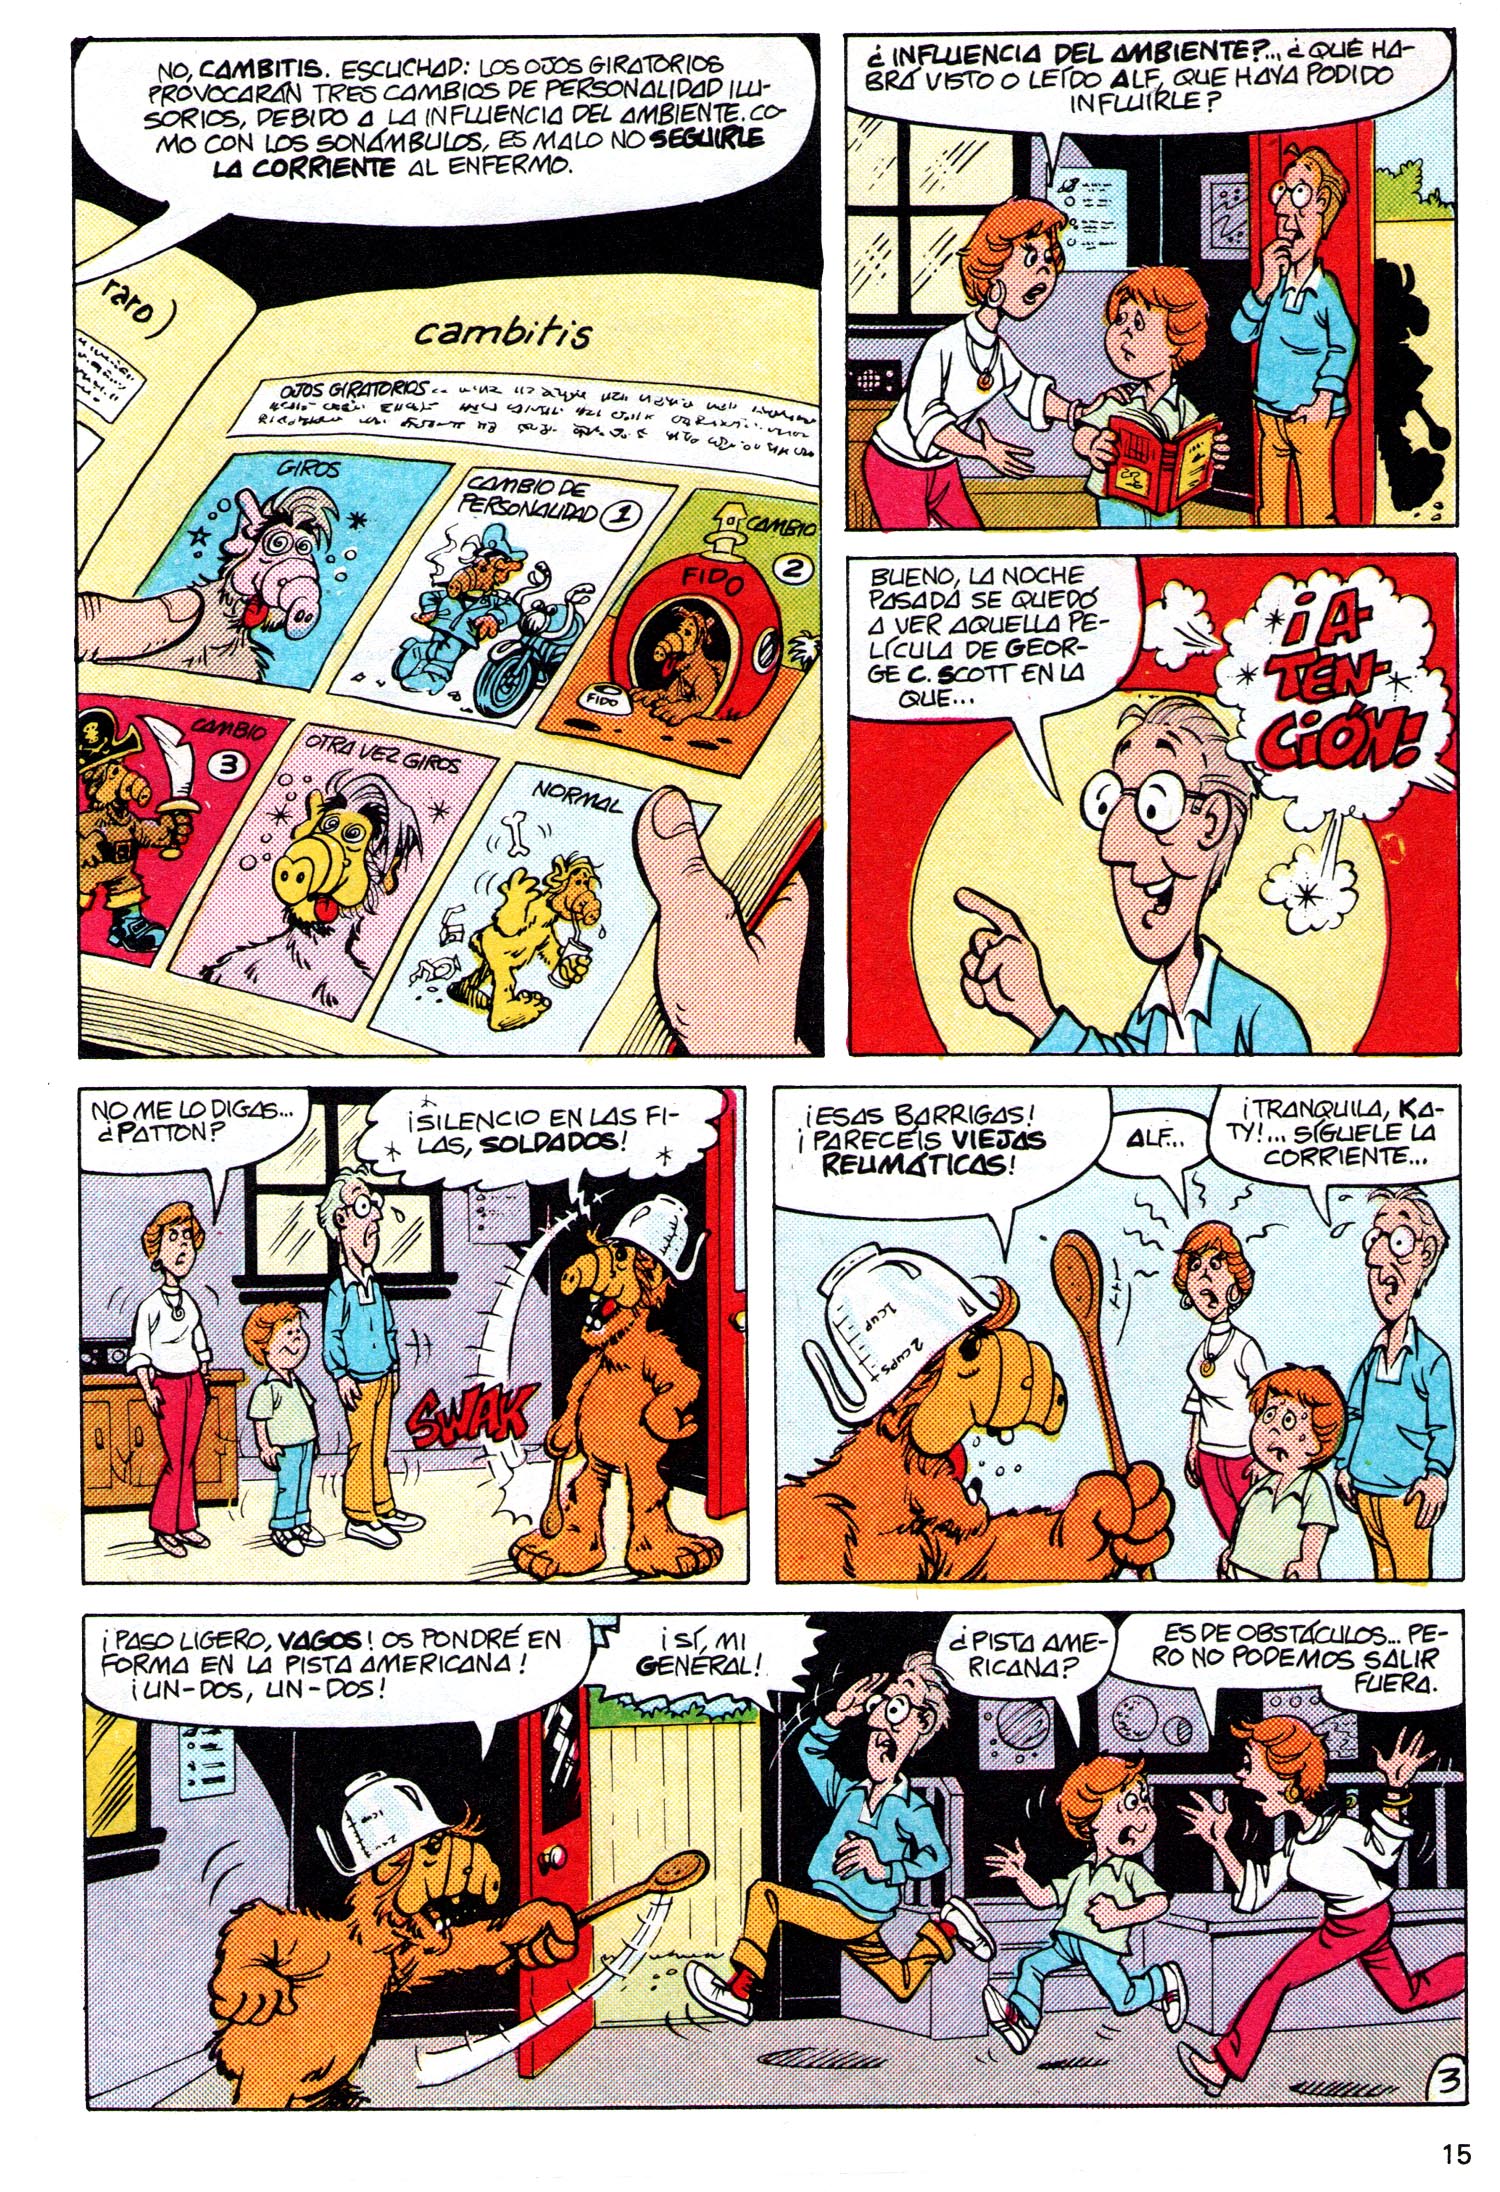 NO, CAMBITIS. ESCUCHAD: LOS OJOS GIRATORIOS
PROVOCARÁN TRES CAMBIOS DE PERSONALIDAD ILU-
SORIOS, DEBIDO A LA INFLUENCIA DEL AMBIENTE. CO-
MO CON LOS SONÁMBULOS, ES MALO NO SEGUIRLE
LA CORRIENTE AL ENFERMO.
raro)
cambitis
OJOS GIRATORIOS..
GIROS
CAMBIO DE
PERSONALIDAD 1
CAMBIO
2
FIDO
FIDO
CAMBIO
3
OTRA VEZ GIROS
NORMAL
¿INFLUENCIA DEL AMBIENTE?... ¿QUÉ HA-
BRÁ VISTO O LEÍDO ALF, QUE HAYA PODIDO
INFLUIRLE?
BUENO, LA NOCHE
PASADA SE QUEDÓ
A VER AQUELLA PE-
LÍCULA DE GEOR-
GE C. SCOTT EN LA
QUE...
¡A-
TEN-
CIÓN!
NO ME LO DIGAS...
¿PATTON?
¡SILENCIO EN LAS FI-
LAS, SOLDADOS!
SWAK
¡ESAS BARRIGAS!
¡PARECÉIS VIEJAS
REUMÁTICAS!
ALF...
¡TRANQUILA, KA-
TY!... SÍGUELE LA
CORRIENTE...
1 CUP
2 CUPS
¡PASO LIGERO, VAGOS! OS PONDRÉ EN
FORMA EN LA PISTA AMERICANA!
¡UN-DOS, UN-DOS!
¡SÍ, MI
GENERAL!
¿PISTA AME-
RICANA?
ES DE OBSTÁCULOS... PE-
RO NO PODEMOS SALIR
FUERA.
3
15